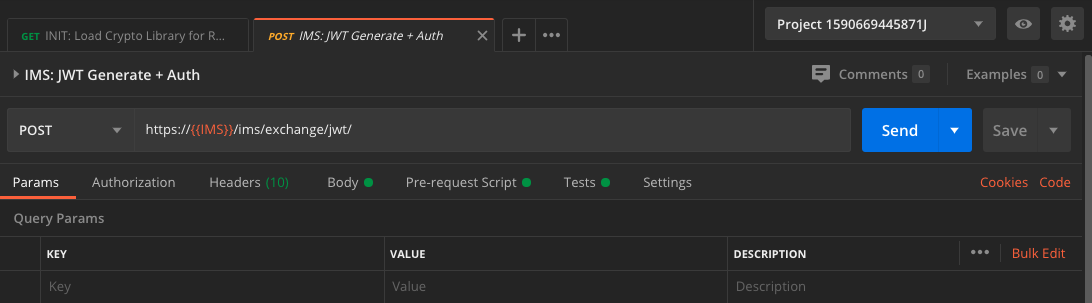 GET INIT: Load Crypto Library for R...
POST IMS: JWT Generate + Auth
Project 1590669445871J
IMS: JWT Generate + Auth
Comments 0
Examples 0
POST
https://{{IMS}}/ims/exchange/jwt/
Send
Save
Params Authorization Headers (10) Body Pre-request Script Tests Settings Cookies Code
Query Params
KEY VALUE DESCRIPTION ••• Bulk Edit
Key Value Description